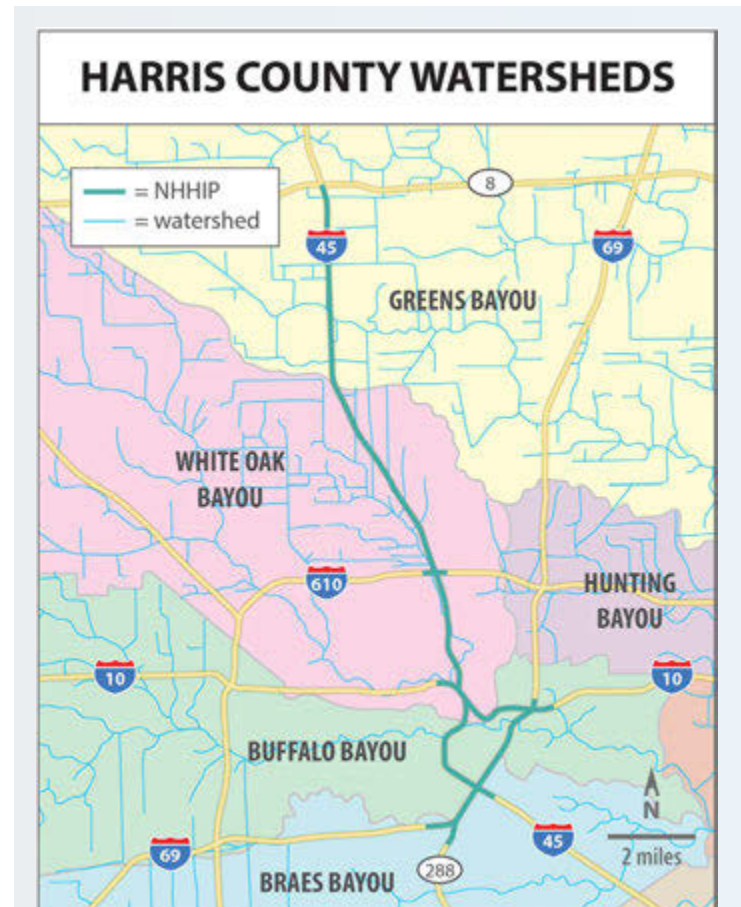 HARRIS COUNTY WATERSHEDS
= NHHIP
= watershed
8
45
69
GREENS BAYOU
WHITE OAK
BAYOU
610
HUNTING
BAYOU
10
10
BUFFALO BAYOU
N
45
2 miles
69
288
BRAES BAYOU